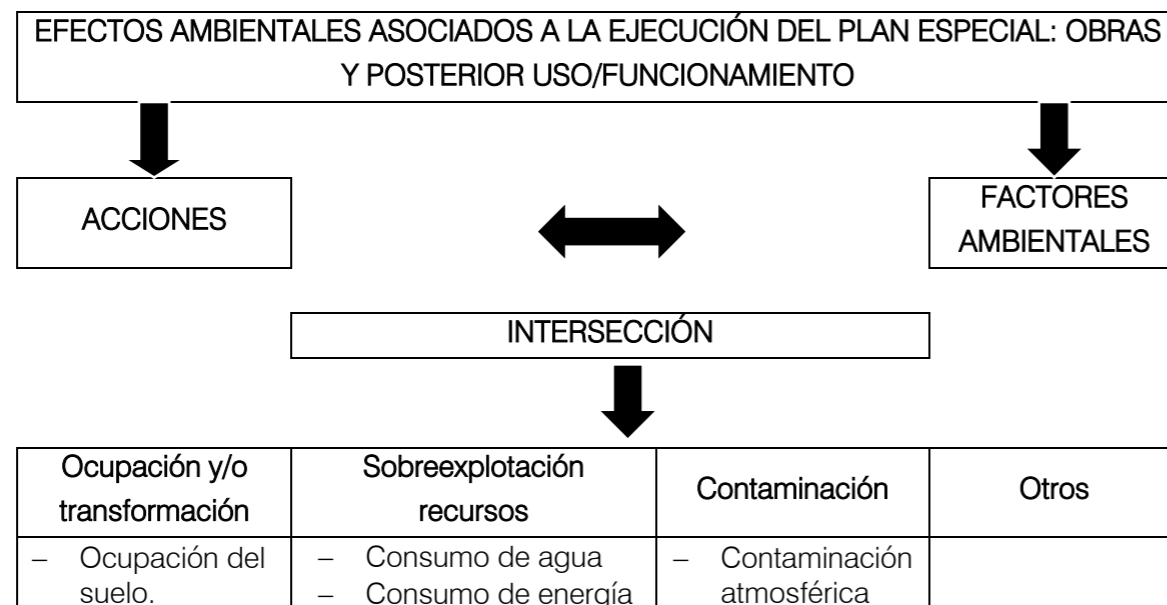 EFECTOS AMBIENTALES ASOCIADOS A LA EJECUCIÓN DEL PLAN ESPECIAL: OBRAS
Y POSTERIOR USO/FUNCIONAMIENTO
ACCIONES
FACTORES
AMBIENTALES
INTERSECCIÓN
Ocupación y/o
transformación
Sobreexplotación
recursos
Contaminación
Otros
– Ocupación del
suelo.
– Consumo de agua
– Consumo de energía
– Contaminación
atmosférica